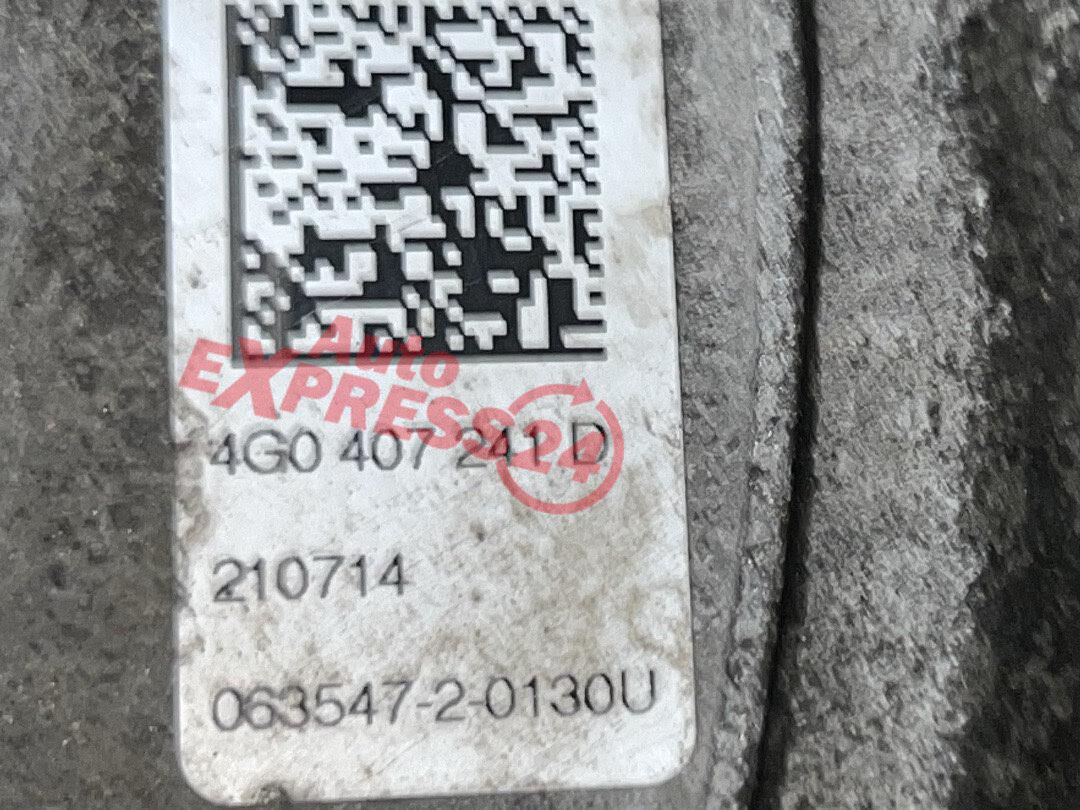 Auto
EXPRESS24
4G0 407 241 D
210714
063547-2-0130U